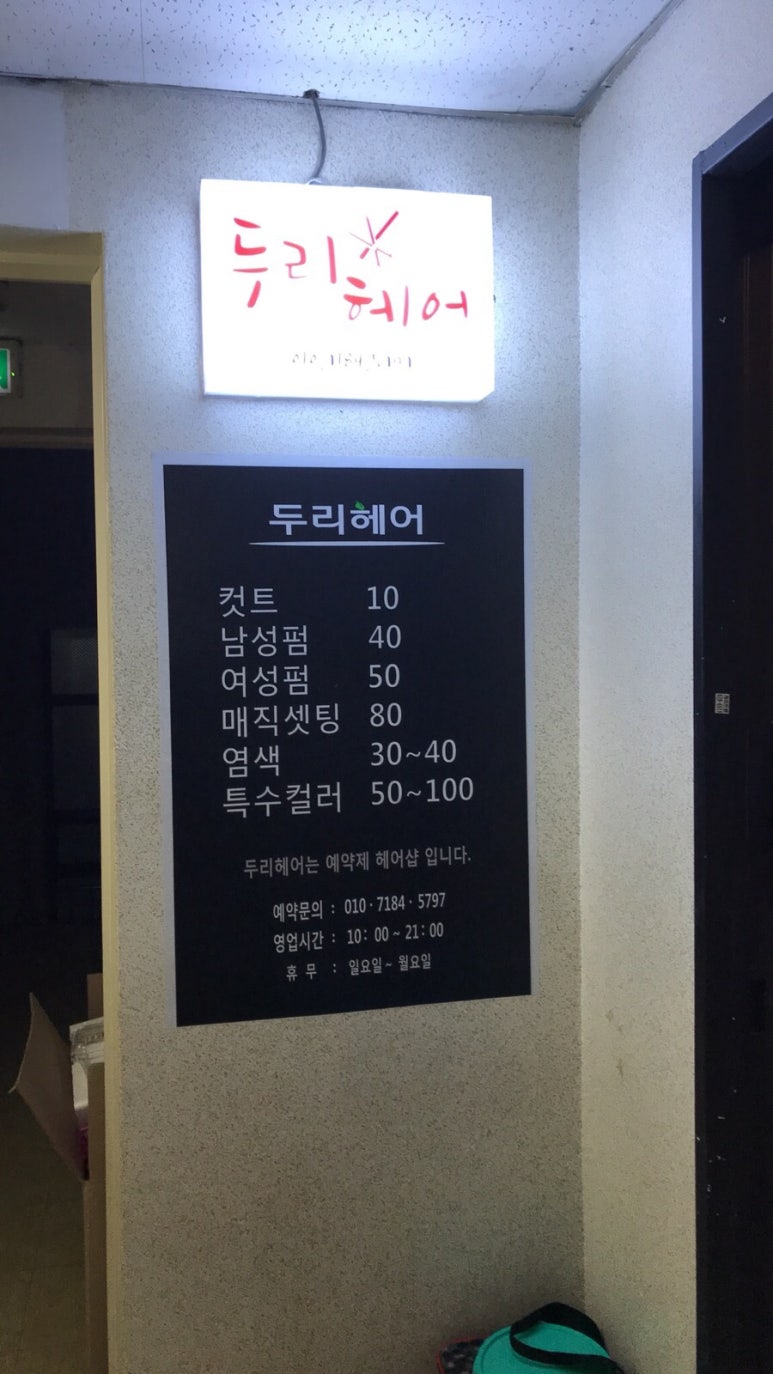 두리
헤어
두리헤어
컷트 10
남성펌 40
여성펌 50
매직셋팅 80
염색 30~40
특수컬러 50~100
두리헤어는 예약제 헤어샵 입니다.
예약문의 : 010·7184·5797
영업시간 : 10:00~21:00
휴 무 : 일요일~월요일